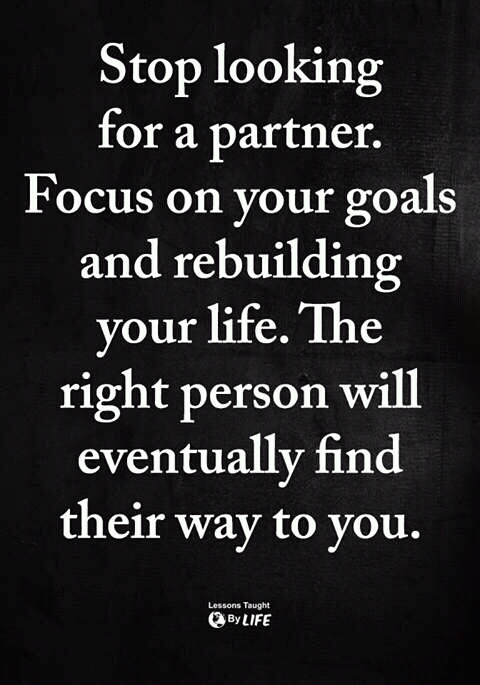 Stop looking
for a partner.
Focus on your goals
and rebuilding
your life. The
right person will
eventually find
their way to you.
Lessons Taught
By LIFE